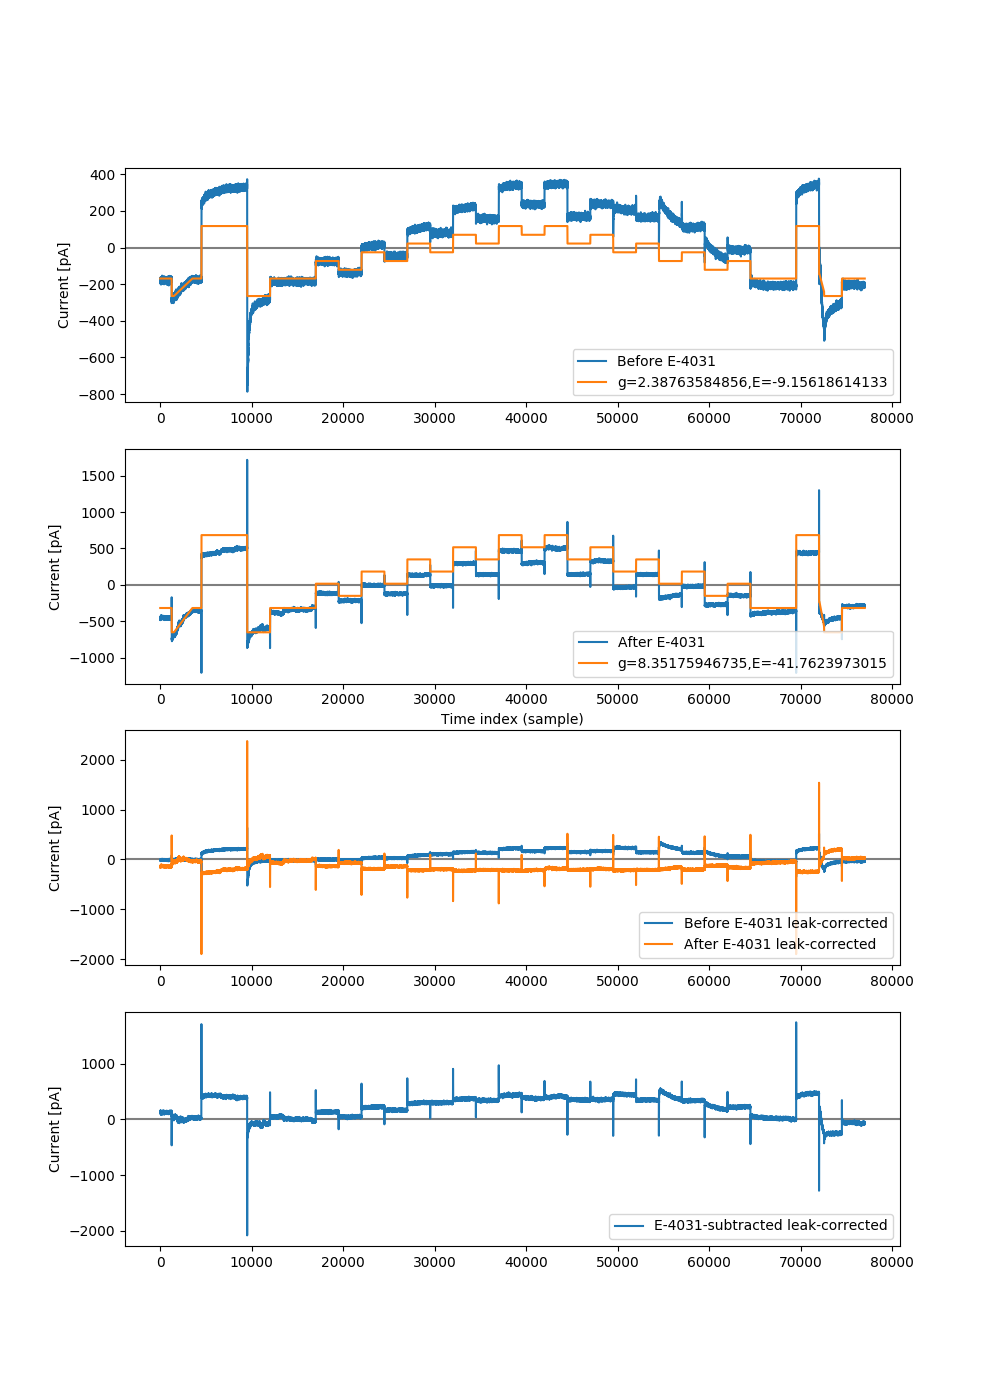 400
200
0
−200
−400
−600
−800
Current [pA]
Before E-4031
g=2.38763584856,E=-9.15618614133
0 10000 20000 30000 40000 50000 60000 70000 80000
1500
1000
500
0
−500
−1000
Current [pA]
After E-4031
g=8.35175946735,E=-41.7623973015
0 10000 20000 30000 40000 50000 60000 70000 80000
Time index (sample)
2000
1000
0
−1000
−2000
Current [pA]
Before E-4031 leak-corrected
After E-4031 leak-corrected
0 10000 20000 30000 40000 50000 60000 70000 80000
1000
0
−1000
−2000
Current [pA]
E-4031-subtracted leak-corrected
0 10000 20000 30000 40000 50000 60000 70000 80000